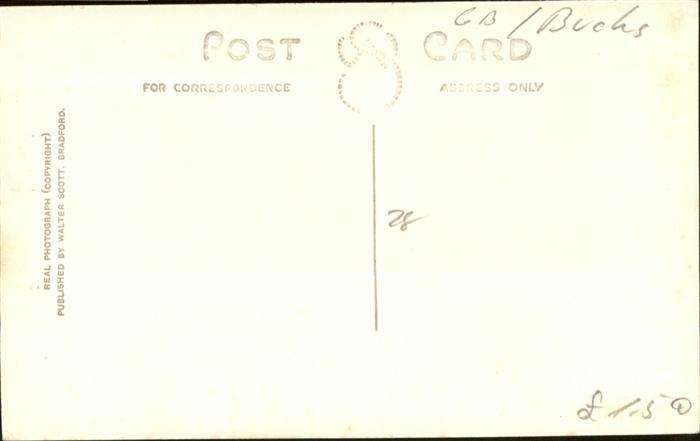 GB / Bucks
POST CARD
FOR CORRESPONDENCE
ADDRESS ONLY
REAL PHOTOGRAPH (COPYRIGHT)
PUBLISHED BY WALTER SCOTT, BRADFORD.
28
£ 1.50